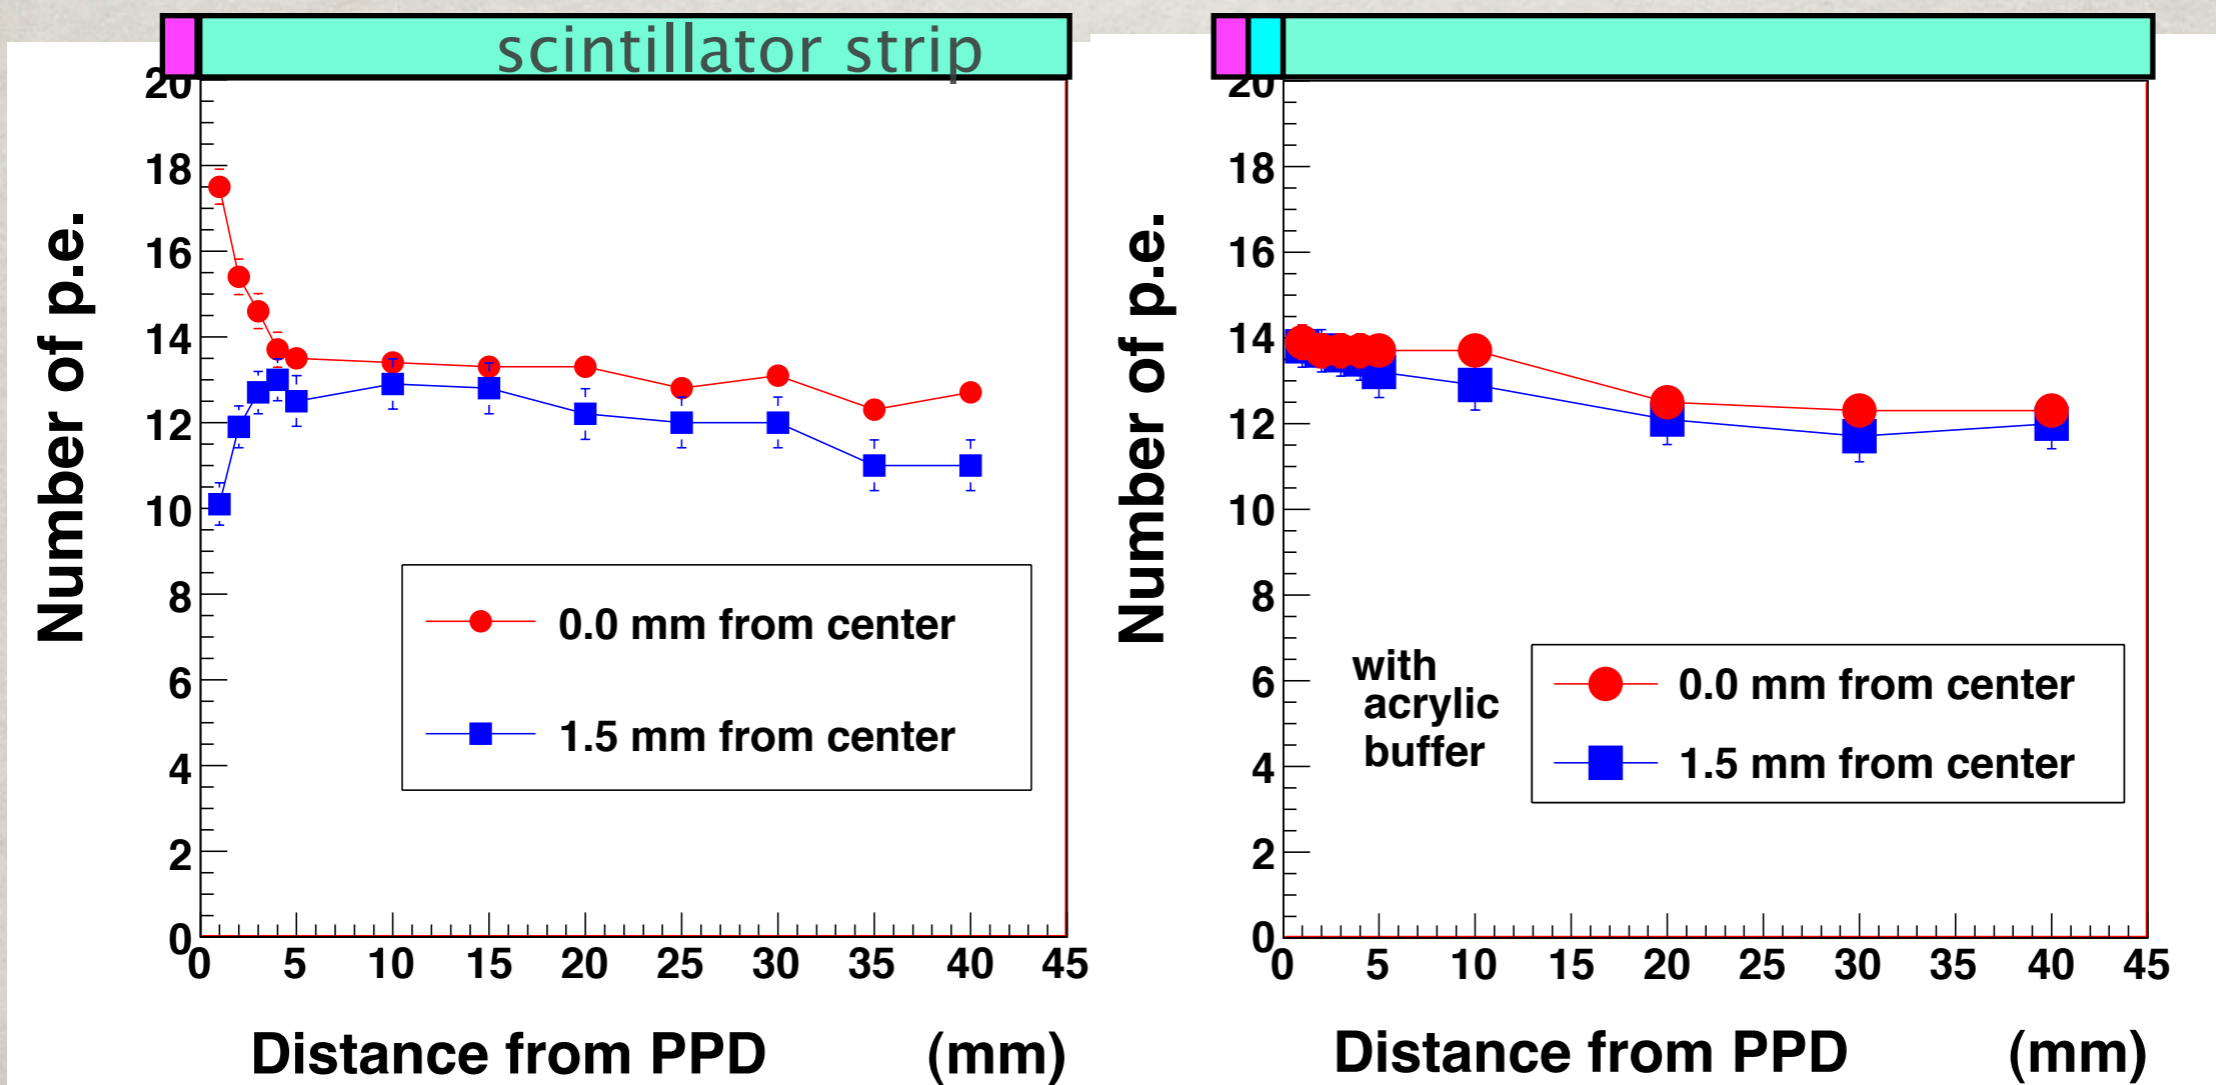 scintillator strip
20
18
16
14
12
10
8
6
4
2
0
Number of p.e.
0.0 mm from center
1.5 mm from center
0 5 10 15 20 25 30 35 40 45
Distance from PPD (mm)
20
18
16
14
12
10
8
6
4
2
0
Number of p.e.
with
acrylic
buffer
0.0 mm from center
1.5 mm from center
0 5 10 15 20 25 30 35 40 45
Distance from PPD (mm)